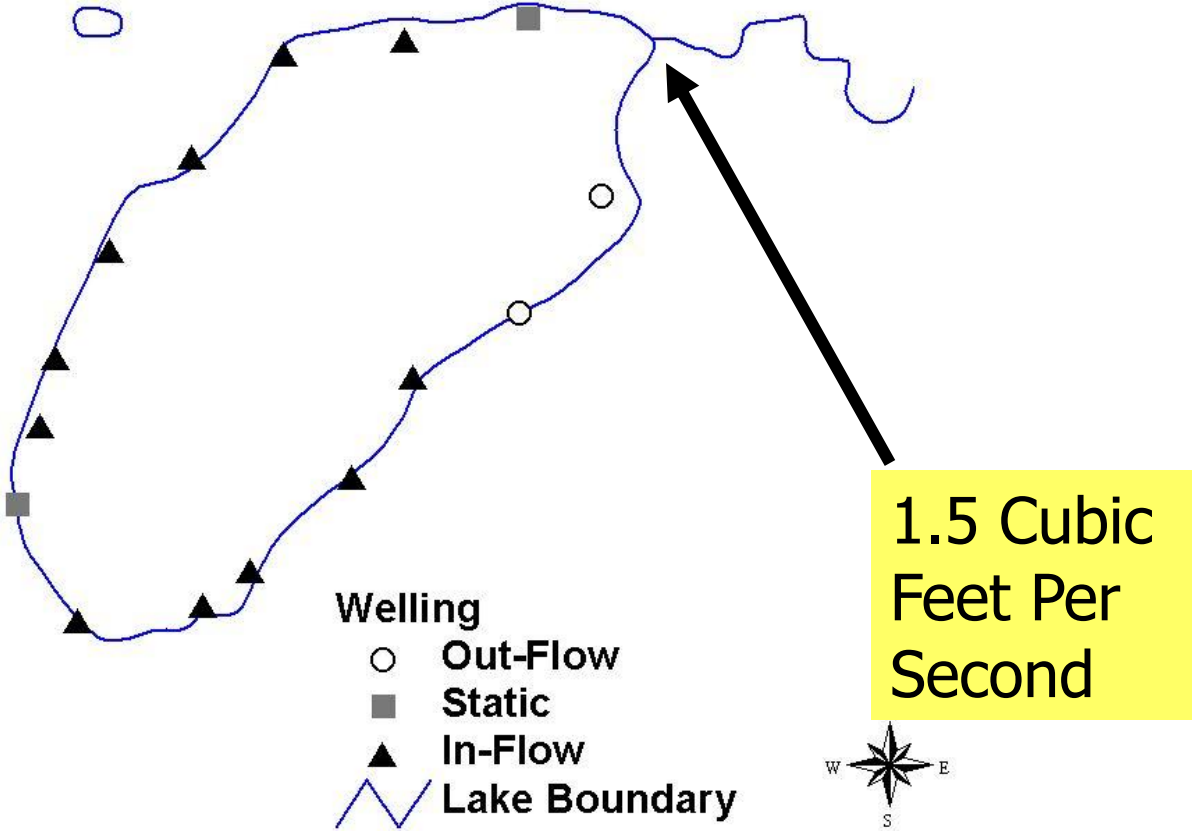 1.5 Cubic
Feet Per
Second
Welling
Out-Flow
Static
In-Flow
Lake Boundary
W E
S